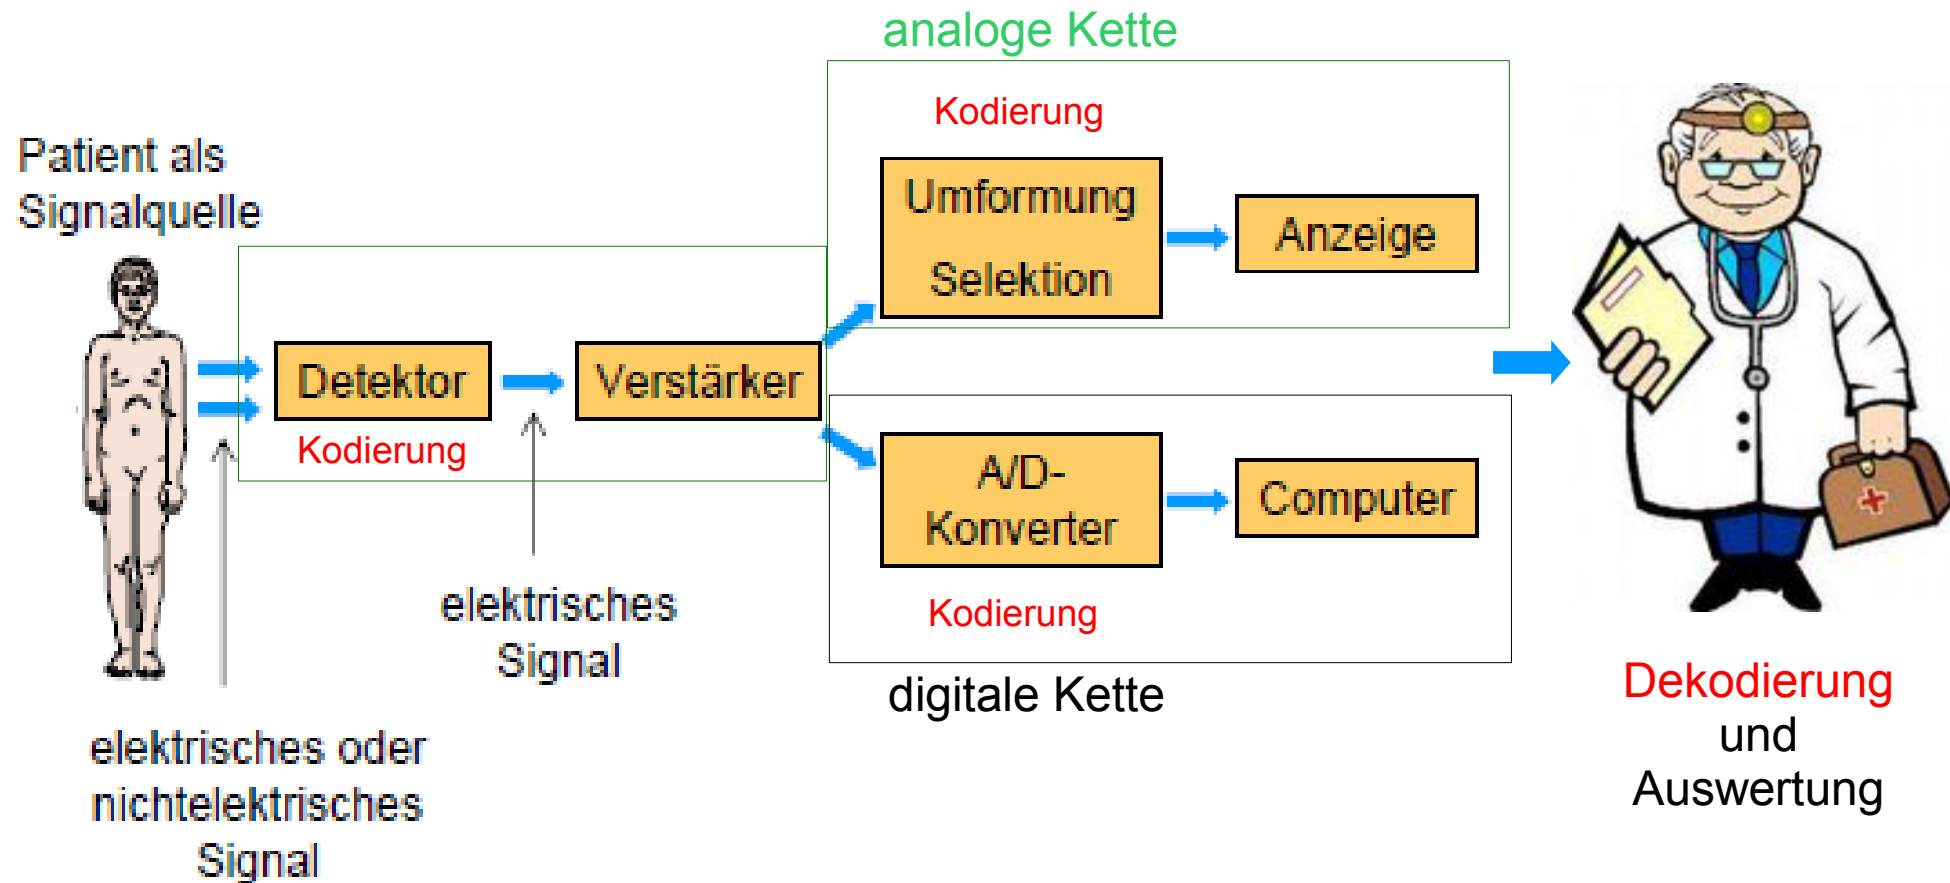 analoge Kette
Kodierung
Patient als
Signalquelle
Umformung
Selektion
Anzeige
Detektor
Verstärker
Kodierung
A/D-
Konverter
Computer
elektrisches
Signal
Kodierung
digitale Kette
elektrisches oder
nichtelektrisches
Signal
Dekodierung
und
Auswertung